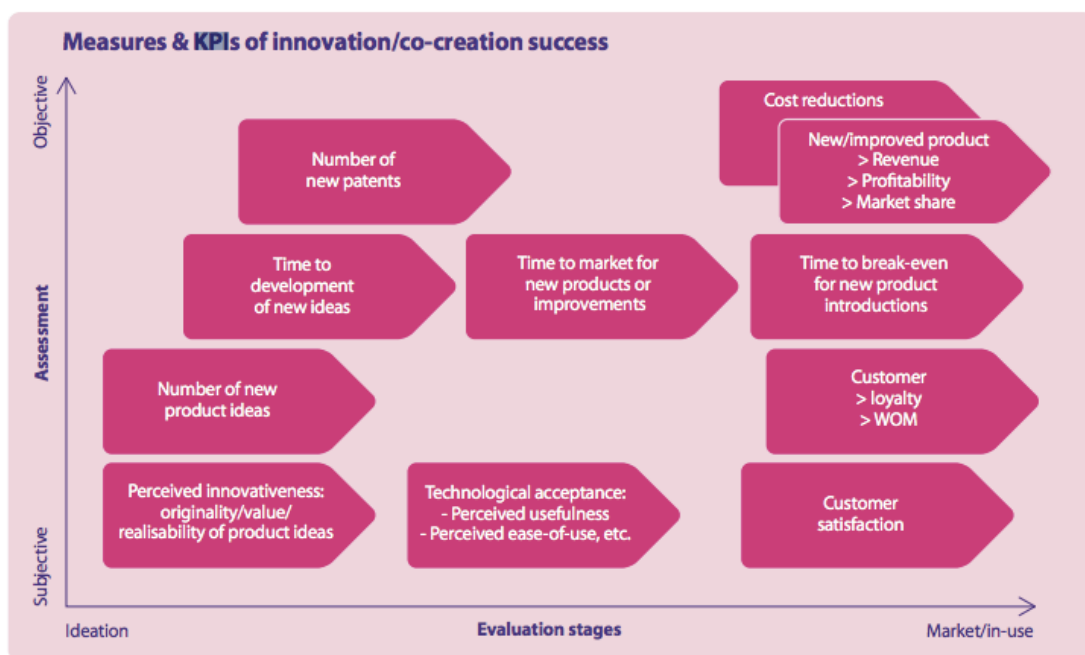 Measures & KPIs of innovation/co-creation success
Objective
Assessment
Subjective
Cost reductions
New/improved product
> Revenue
> Profitability
> Market share
Number of
new patents
Time to
development
of new ideas
Time to market for
new products or
improvements
Time to break-even
for new product
introductions
Number of new
product ideas
Customer
> loyalty
> WOM
Perceived innovativeness:
originality/value/
realisability of product ideas
Technological acceptance:
- Perceived usefulness
- Perceived ease-of-use, etc.
Customer
satisfaction
Ideation
Evaluation stages
Market/in-use